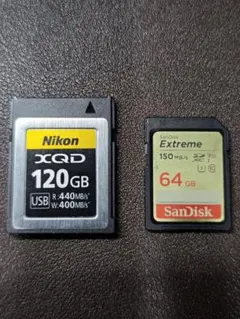 Nikon
XQD
120GB
USB R:440MB/s
W:400MB/s
SanDisk
Extreme
150 MB/s
64 GB
SanDisk